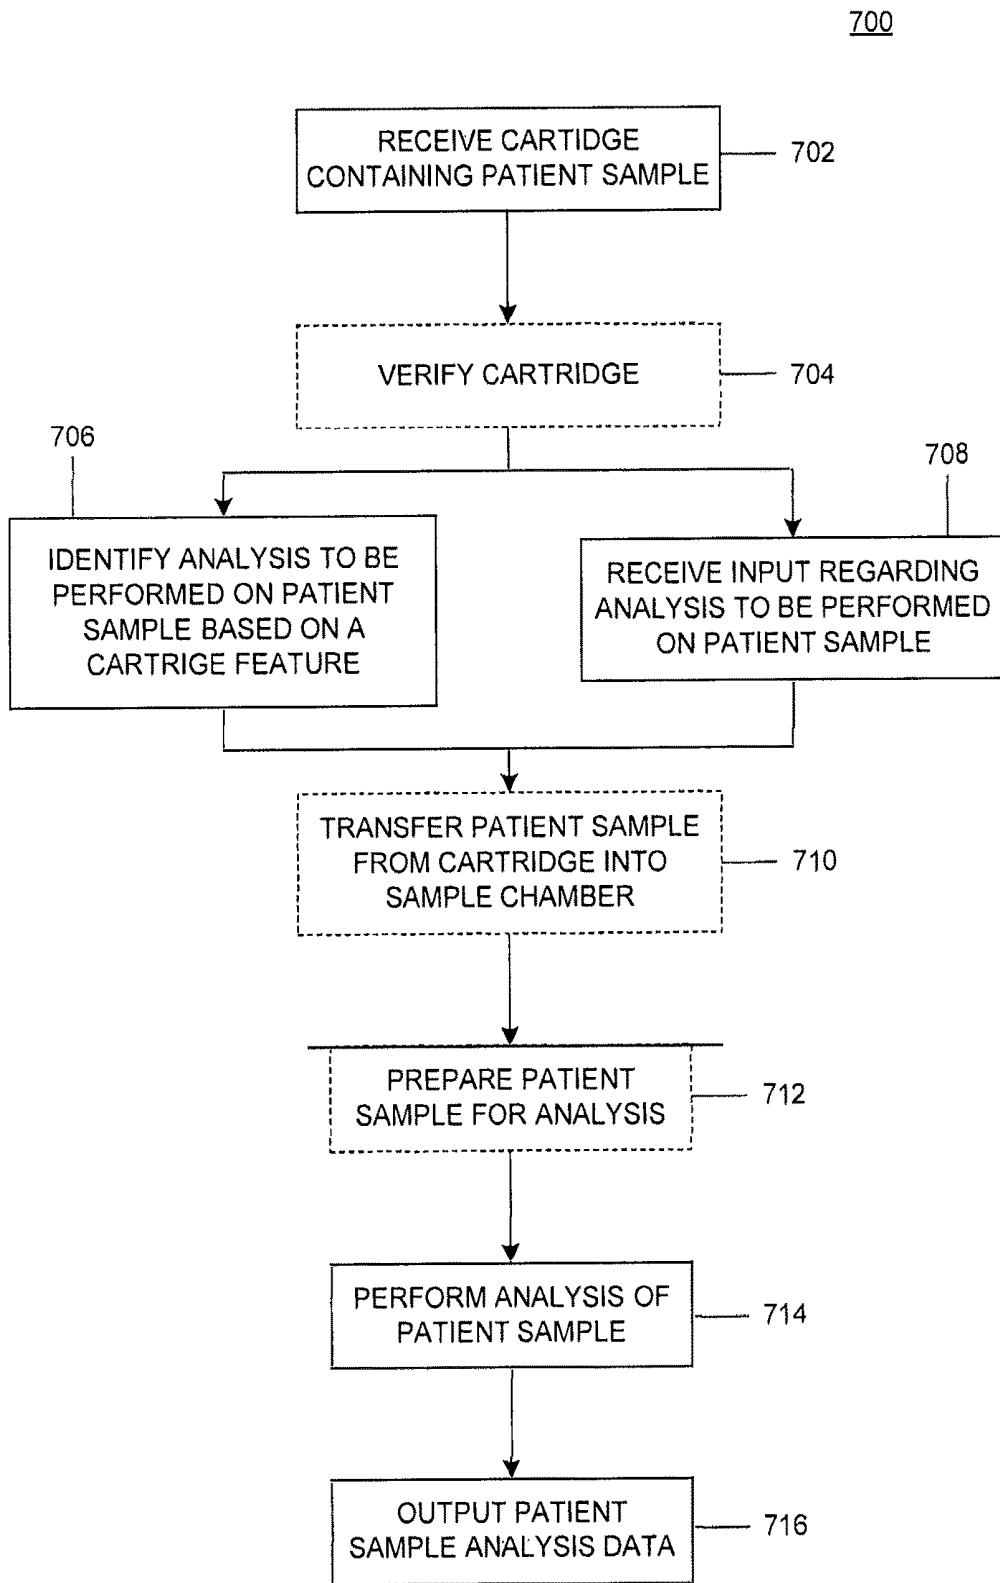 700
RECEIVE CARTIDGE
CONTAINING PATIENT SAMPLE
702
VERIFY CARTRIDGE
704
706
IDENTIFY ANALYSIS TO BE
PERFORMED ON PATIENT
SAMPLE BASED ON A
CARTRIGE FEATURE
708
RECEIVE INPUT REGARDING
ANALYSIS TO BE PERFORMED
ON PATIENT SAMPLE
TRANSFER PATIENT SAMPLE
FROM CARTRIDGE INTO
SAMPLE CHAMBER
710
PREPARE PATIENT
SAMPLE FOR ANALYSIS
712
PERFORM ANALYSIS OF
PATIENT SAMPLE
714
OUTPUT PATIENT
SAMPLE ANALYSIS DATA
716